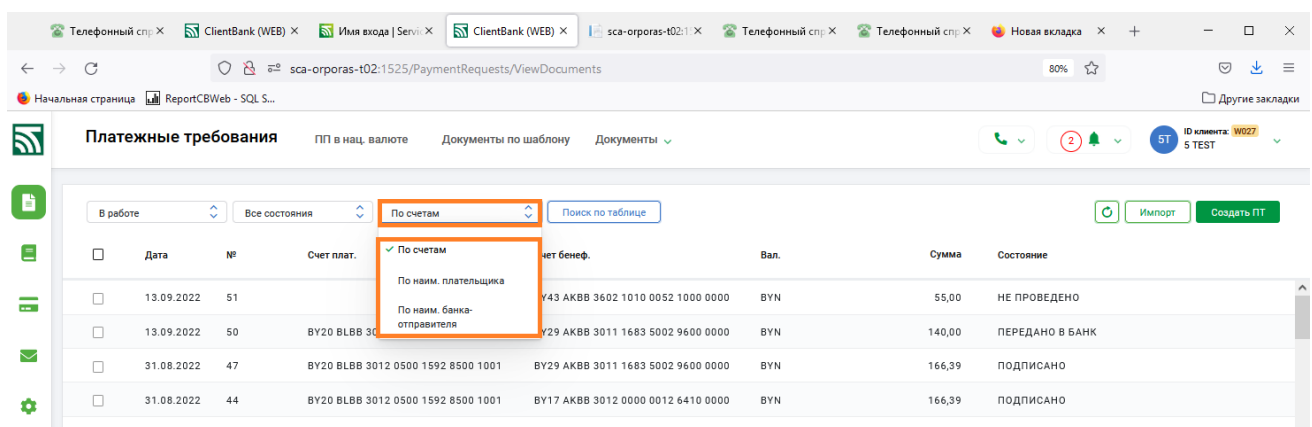 Телефонный спр
ClientBank (WEB)
Имя входа | Servic
ClientBank (WEB)
sca-orporas-t02:1
Телефонный спр
Телефонный спр
Новая вкладка
sca-orporas-t02:1525/PaymentRequests/ViewDocuments
80%
Начальная страница
ReportCBWeb - SQL S...
Другие закладки
Платежные требования
ПП в нац. валюте
Документы по шаблону
Документы
2
5T
ID клиента: W027
5 TEST
В работе
Все состояния
По счетам
Поиск по таблице
Импорт
Создать ПТ
Дата
№
Счет плат.
По счетам
чет бенеф.
Вал.
Сумма
Состояние
По наим. плательщика
По наим. банка-
отправителя
13.09.2022 51 Y43 AKBB 3602 1010 0052 1000 0000 BYN 55,00 НЕ ПРОВЕДЕНО
13.09.2022 50 BY20 BLBB 30 Y29 AKBB 3011 1683 5002 9600 0000 BYN 140,00 ПЕРЕДАНО В БАНК
31.08.2022 47 BY20 BLBB 3012 0500 1592 8500 1001 BY29 AKBB 3011 1683 5002 9600 0000 BYN 166,39 ПОДПИСАНО
31.08.2022 44 BY20 BLBB 3012 0500 1592 8500 1001 BY17 AKBB 3012 0000 0012 6410 0000 BYN 166,39 ПОДПИСАНО